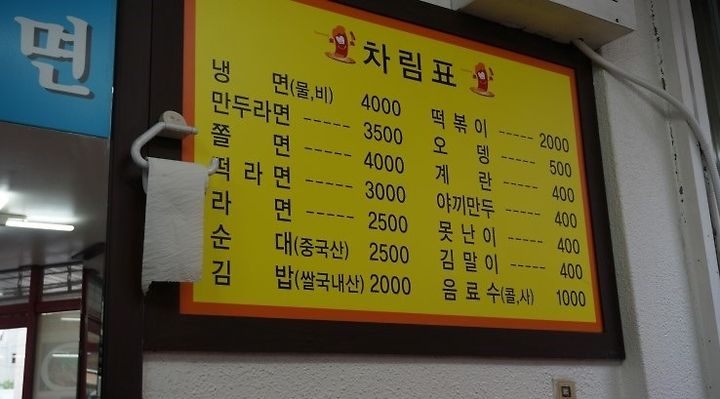 면
차림표
냉 면(물,비) 4000
만두라면 ----- 3500
쫄 면 ----- 4000
떡라면 ----- 3000
라 면 ----- 2500
순 대(중국산) 2500
김 밥(쌀국내산) 2000
떡볶이 ----- 2000
오 뎅 ----- 500
계 란 ----- 400
야끼만두 ----- 400
못난이 ----- 400
김말이 ----- 400
음료수(콜,사) 1000